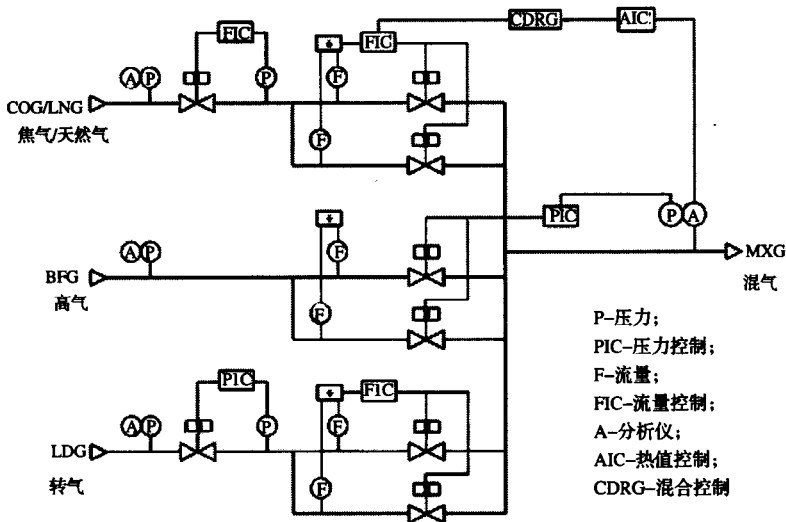 FIC
FIC
CDRG
AIC
A P
P
F
COG/LNG
焦气/天然气
F
PIC
P A
A P
F
BFG
高气
MXG
混气
F
P-压力；
PIC-压力控制；
F-流量；
FIC-流量控制；
A-分析仪；
AIC-热值控制；
CDRG-混合控制
PIC
FIC
A P
P
F
LDG
转气
F